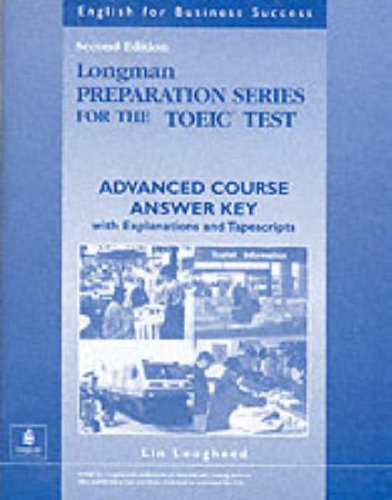 English for Business Success
Second Edition
Longman
PREPARATION SERIES
FOR THE TOEIC® TEST
ADVANCED COURSE
ANSWER KEY
with Explanations and Tapescripts
Tourist Information
Lin Lougheed